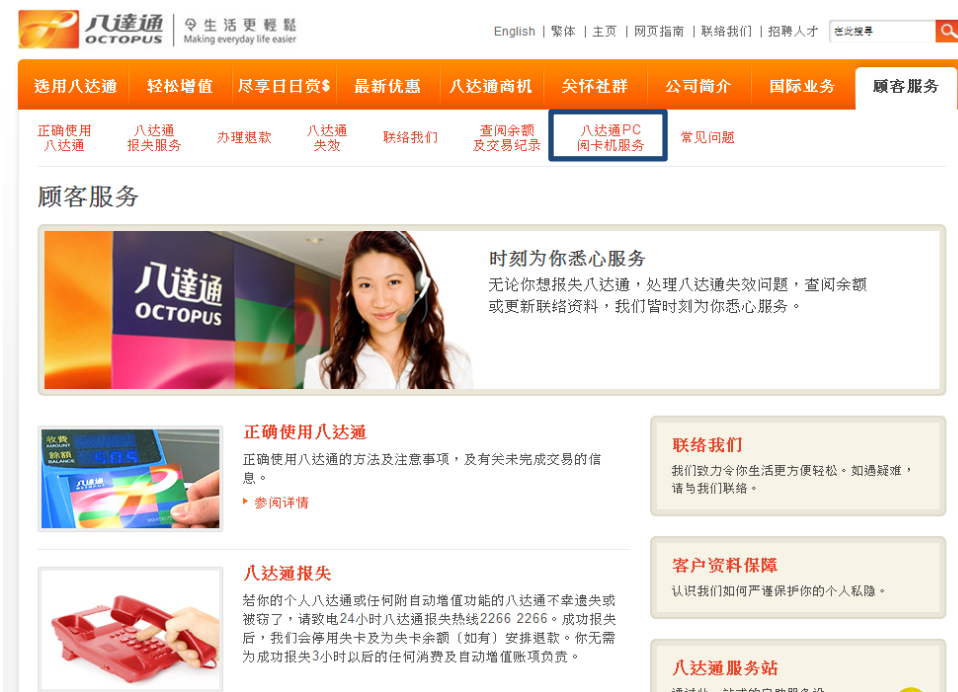 八達通
OCTOPUS
令生活更輕鬆
Making everyday life easier
English | 繁体 | 主页 | 网页指南 | 联络我们 | 招聘人才
在此搜寻
选用八达通
轻松增值
尽享日日赏$
最新优惠
八达通商机
关怀社群
公司简介
国际业务
顾客服务
正确使用
八达通
八达通
报失服务
办理退款
八达通
失效
联络我们
查阅余额
及交易纪录
八达通PC
阅卡机服务
常见问题
顾客服务
八達通
OCTOPUS
时刻为你悉心服务
无论你想报失八达通，处理八达通失效问题，查阅余额
或更新联络资料，我们皆时刻为你悉心服务。
收費
AMOUNT
餘額
BALANCE
505
八達通
正确使用八达通
正确使用八达通的方法及注意事项，及有关未完成交易的信
息。
参阅详情
八达通报失
若你的个人八达通或任何附自动增值功能的八达通不幸遗失或
被窃了，请致电24小时八达通报失热线2266 2266。成功报失
后，我们会停用失卡及为失卡余额〔如有〕安排退款。你无需
为成功报失3小时以后的任何消费及自动增值账项负责。
联络我们
我们致力令你生活更方便轻松。如遇疑难，
请与我们联络。
客户资料保障
认识我们如何严谨保护你的个人私隐。
八达通服务站